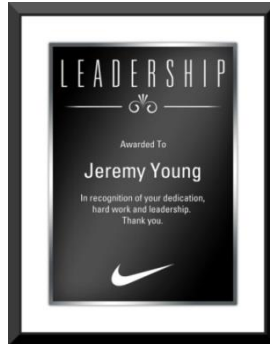 LEADERSHIP
Awarded To
Jeremy Young
In recognition of your dedication,
hard work and leadership.
Thank you.